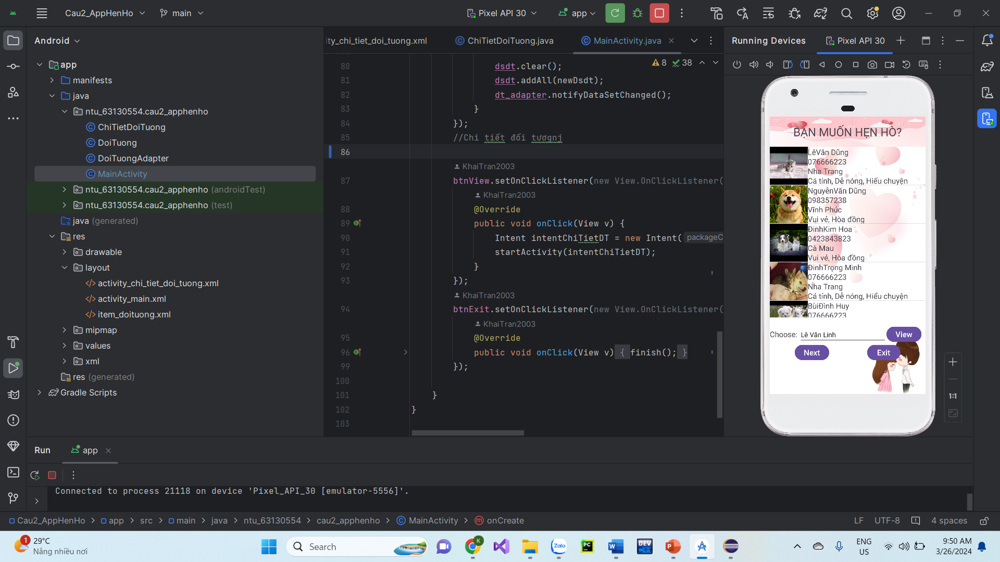 Cau2_AppHenHo
main
Pixel API 30
app
Android
ity_chi_tiet_doi_tuong.xml
ChiTietDoiTuong.java
MainActivity.java
Running Devices
Pixel API 30
app
manifests
java
ntu_63130554.cau2_apphenho
ChiTietDoiTuong
DoiTuong
DoiTuongAdapter
MainActivity
ntu_63130554.cau2_apphenho (androidTest)
ntu_63130554.cau2_apphenho (test)
java (generated)
res
drawable
layout
activity_chi_tiet_doi_tuong.xml
activity_main.xml
item_doituong.xml
mipmap
values
xml
res (generated)
Gradle Scripts
8 38
80 dsdt.clear();
81 dsdt.addAll(newDsdt);
82 dt_adapter.notifyDataSetChanged();
83 }
84 });
85 //Chi tiết đối tượgnj
86
KhaiTran2003
87 btnView.setOnClickListener(new View.OnClickListener(
KhaiTran2003
88 @Override
89 public void onClick(View v) {
90 Intent intentChiTietDT = new Intent( packageC
91 startActivity(intentChiTietDT);
92 }
93 });
KhaiTran2003
94 btnExit.setOnClickListener(new View.OnClickListener(
KhaiTran2003
95 @Override
96 public void onClick(View v) { finish(); }
99 });
100
101 }
102 }
103
BẠN MUỐN HẸN HÒ?
LêVăn Dũng
076666223
Nha Trang
Cá tính, Dễ nóng, Hiểu chuyện
NguyễnVăn Dũng
098357238
Vĩnh Phúc
Vui vẻ, Hòa đồng
ĐinhKim Hoa
0423843823
Cà Mau
Vui vẻ, Hòa đồng
ĐinhTrọng Minh
076666223
Nha Trang
Cá tính, Dễ nóng, Hiểu chuyện
BùiĐình Huy
076666223
Choose: Lê Văn Linh View
Next Exit
1:1
Run
app
Connected to process 21118 on device 'Pixel_API_30 [emulator-5556]'.
Cau2_AppHenHo > app > src > main > java > ntu_63130554 > cau2_apphenho > MainActivity > onCreate
LF UTF-8 4 spaces
1
29°C
Nắng nhiều nơi
Search
K
Zalo
PC
W
DEV
P
ENG
US
9:50 AM
3/26/2024